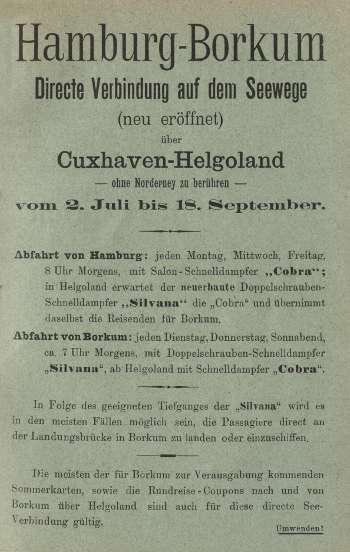 Hamburg-Borkum
Directe Verbindung auf dem Seewege
(neu eröffnet)
über
Cuxhaven-Helgoland
— ohne Norderney zu berühren —
vom 2. Juli bis 18. September.
Abfahrt von Hamburg: jeden Montag, Mittwoch, Freitag,
8 Uhr Morgens, mit Salon-Schnelldampfer „Cobra“;
in Helgoland erwartet der neuerbaute Doppelschrauben-
Schnelldampfer „Silvana“ die „Cobra“ und übernimmt
daselbst die Reisenden für Borkum.
Abfahrt von Borkum: jeden Dienstag, Donnerstag, Sonnabend,
ca. 7 Uhr Morgens, mit Doppelschrauben-Schnelldampfer
„Silvana“, ab Helgoland mit Schnelldampfer „Cobra“.
In Folge des geeigneten Tiefganges der „Silvana“ wird es
in den meisten Fällen möglich sein, die Passagiere direct an
der Landungsbrücke in Borkum zu landen oder einzuschiffen.
Die meisten der für Borkum zur Verausgabung kommenden
Sommerkarten, sowie die Rundreise-Coupons nach und von
Borkum über Helgoland sind auch für diese directe See-
Verbindung gültig.
Umwenden!